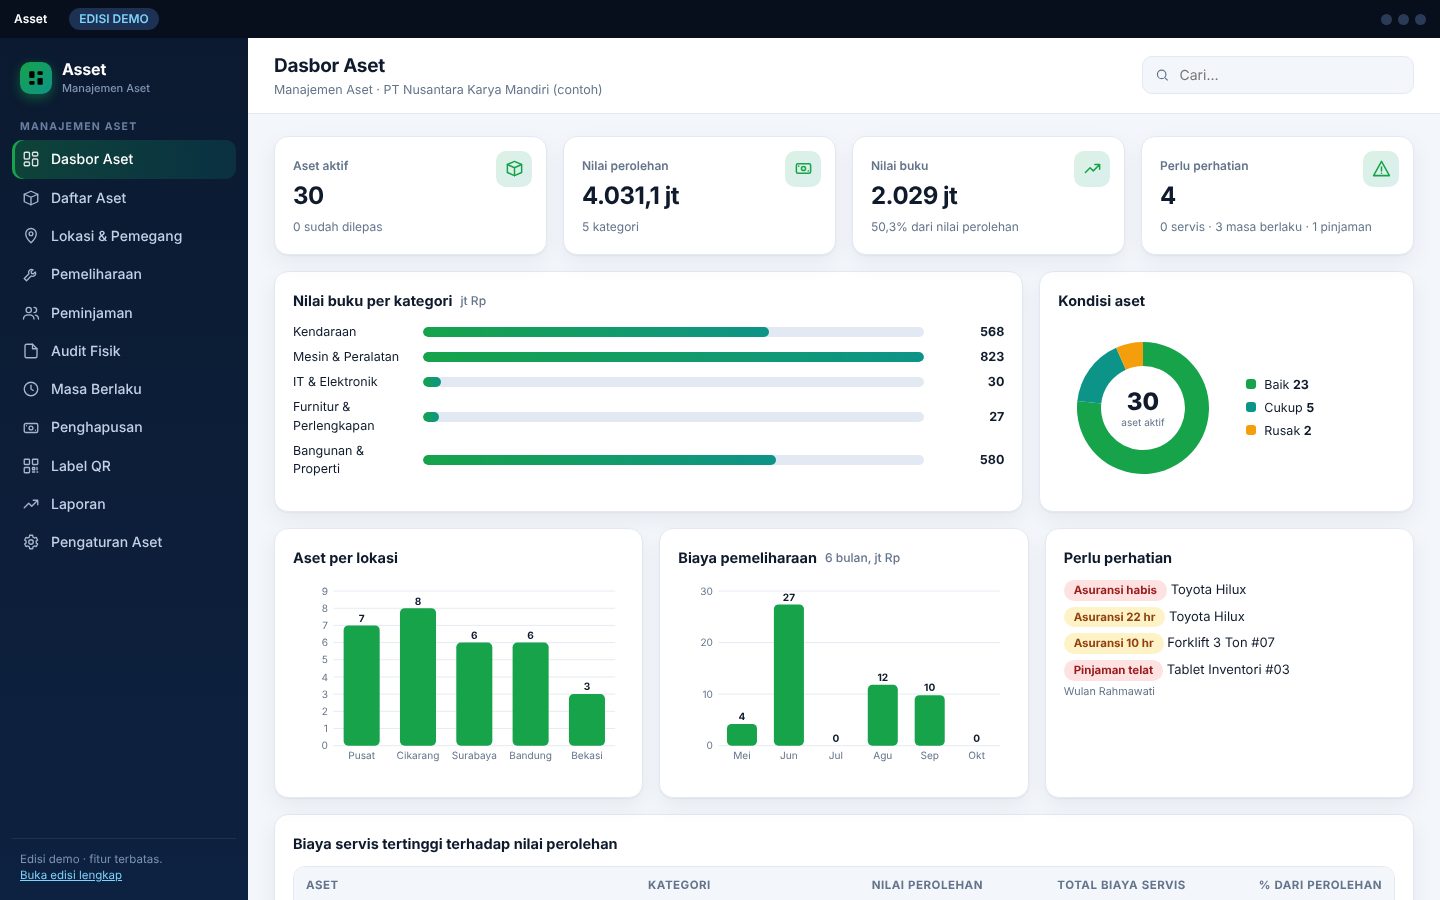 Asset EDISI DEMO
Asset
Manajemen Aset
MANAJEMEN ASET
Dasbor Aset
Daftar Aset
Lokasi & Pemegang
Pemeliharaan
Peminjaman
Audit Fisik
Masa Berlaku
Penghapusan
Label QR
Laporan
Pengaturan Aset
Edisi demo · fitur terbatas.
Buka edisi lengkap
Dasbor Aset
Manajemen Aset · PT Nusantara Karya Mandiri (contoh)
Cari...
Aset aktif
30
0 sudah dilepas
Nilai perolehan
4.031,1 jt
5 kategori
Nilai buku
2.029 jt
50,3% dari nilai perolehan
Perlu perhatian
4
0 servis · 3 masa berlaku · 1 pinjaman
Nilai buku per kategori jt Rp
Kendaraan 568
Mesin & Peralatan 823
IT & Elektronik 30
Furnitur &
Perlengkapan 27
Bangunan &
Properti 580
Kondisi aset
30
aset aktif
Baik 23
Cukup 5
Rusak 2
Aset per lokasi
9
8
7
6
5
4
3
2
1
0
7 8 6 6 3
Pusat Cikarang Surabaya Bandung Bekasi
Biaya pemeliharaan 6 bulan, jt Rp
30
20
10
0
4 27 0 12 10 0
Mei Jun Jul Agu Sep Okt
Perlu perhatian
Asuransi habis Toyota Hilux
Asuransi 22 hr Toyota Hilux
Asuransi 10 hr Forklift 3 Ton #07
Pinjaman telat Tablet Inventori #03
Wulan Rahmawati
Biaya servis tertinggi terhadap nilai perolehan
ASET KATEGORI NILAI PEROLEHAN TOTAL BIAYA SERVIS % DARI PEROLEHAN